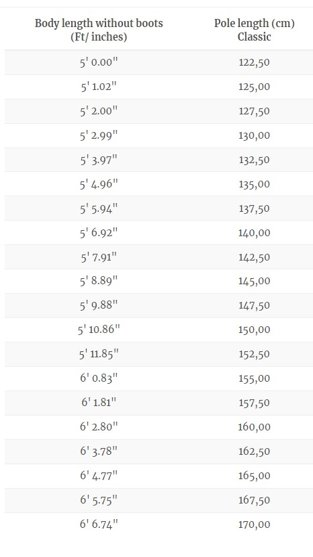 Body length without boots Pole length (cm)
(Ft/ inches) Classic
5' 0.00" 122,50
5' 1.02" 125,00
5' 2.00" 127,50
5' 2.99" 130,00
5' 3.97" 132,50
5' 4.96" 135,00
5' 5.94" 137,50
5' 6.92" 140,00
5' 7.91" 142,50
5' 8.89" 145,00
5' 9.88" 147,50
5' 10.86" 150,00
5' 11.85" 152,50
6' 0.83" 155,00
6' 1.81" 157,50
6' 2.80" 160,00
6' 3.78" 162,50
6' 4.77" 165,00
6' 5.75" 167,50
6' 6.74" 170,00